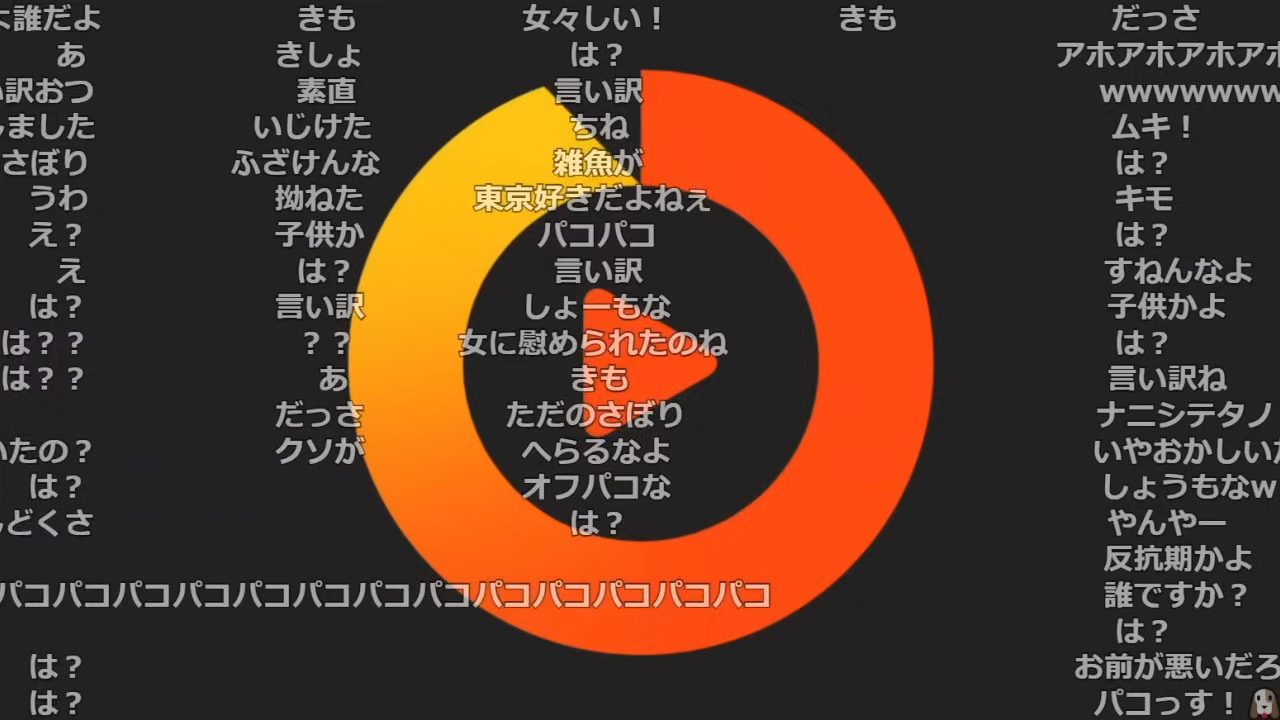 誰だよ きも 女々しい！ きも だっさ
あ きしょ は？ アホアホアホアホ
い訳おつ 素直 言い訳 wwwwwwww
しました いじけた ちね ムキ！
さぼり ふざけんな 雑魚が は？
うわ 拗ねた 東京好きだよねぇ キモ
え？ 子供か パコパコ は？
え は？ 言い訳 すねんなよ
は？ 言い訳 しょーもな 子供かよ
は？？ ？？ 女に慰められたのね は？
は？？ あ きも 言い訳ね
だっさ ただのさぼり ナニシテタノ
いたの？ クソが へらるなよ いやおかしい
は？ オフパコな しょうもなw
んどくさ は？ やんやー
反抗期かよ
パコパコパコパコパコパコパコパコパコパコパコパコパコ 誰ですか？
は？
は？ お前が悪いだろ
は？ パコっす！